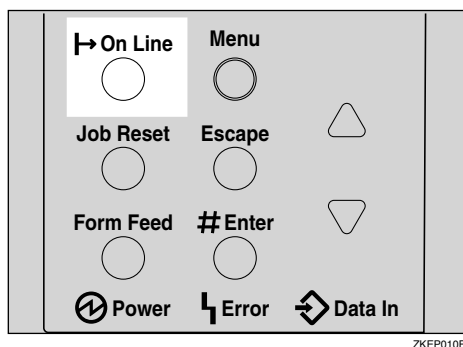 On Line Menu
Job Reset Escape
Form Feed # Enter
Power Error Data In
ZKEP010E